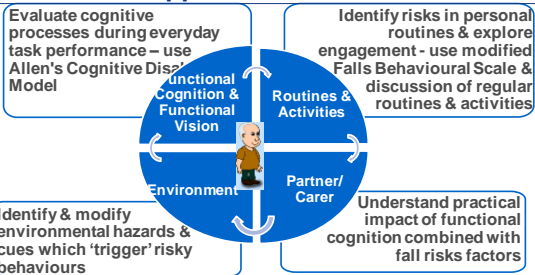 Evaluate cognitive
processes during everyday
task performance – use
Allen's Cognitive
Model
Identify risks in personal
routines & explore
engagement - use modified
Falls Behavioural Scale &
discussion of regular
routines & activities
Functional
Cognition &
Functional
Vision
Routines &
Activities
Environment
Partner/
Carer
Identify & modify
environmental hazards &
cues which 'trigger' risky
behaviours
Understand practical
impact of functional
cognition combined with
fall risks factors